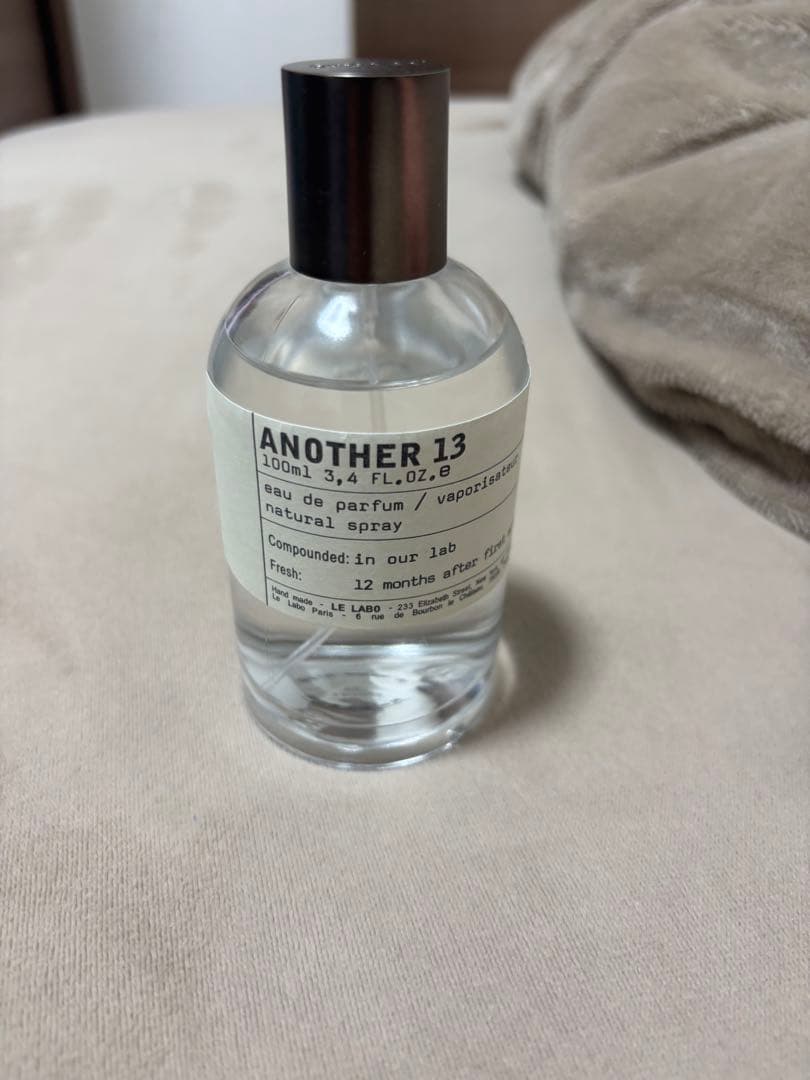 ANOTHER 13
100ml 3,4 FL.OZ.e
eau de parfum / vaporisateur
natural spray
Compounded: in our lab
Fresh: 12 months after first
Hand made - LE LABO - 233 Elizabeth Street, New
Le Labo Paris - 6 rue de Bourbon le Château,